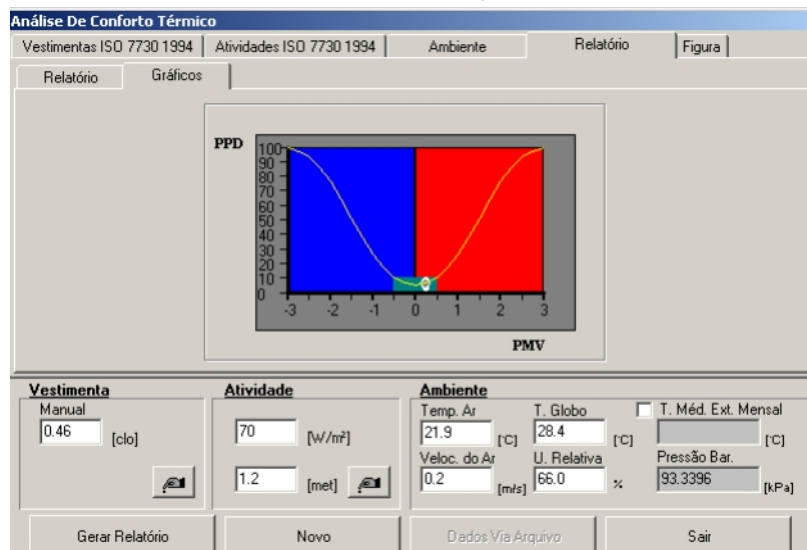 Análise De Conforto Térmico
Vestimentas ISO 7730 1994 Atividades ISO 7730 1994 Ambiente Relatório Figura
Relatório Gráficos
PPD
100
90
80
70
60
50
40
30
20
10
0
-3 -2 -1 0 1 2 3
PMV
Vestimenta Atividade Ambiente
Manual Temp. Ar T. Globo T. Méd. Ext. Mensal
0.46 [clo] 70 [W/m²] 21.9 [°C] 28.4 [°C] [°C]
Veloc. do Ar U. Relativa Pressão Bar.
1.2 [met] 0.2 [m/s] 66.0 % 93.3396 [kPa]
Gerar Relatório Novo Dados Via Arquivo Sair